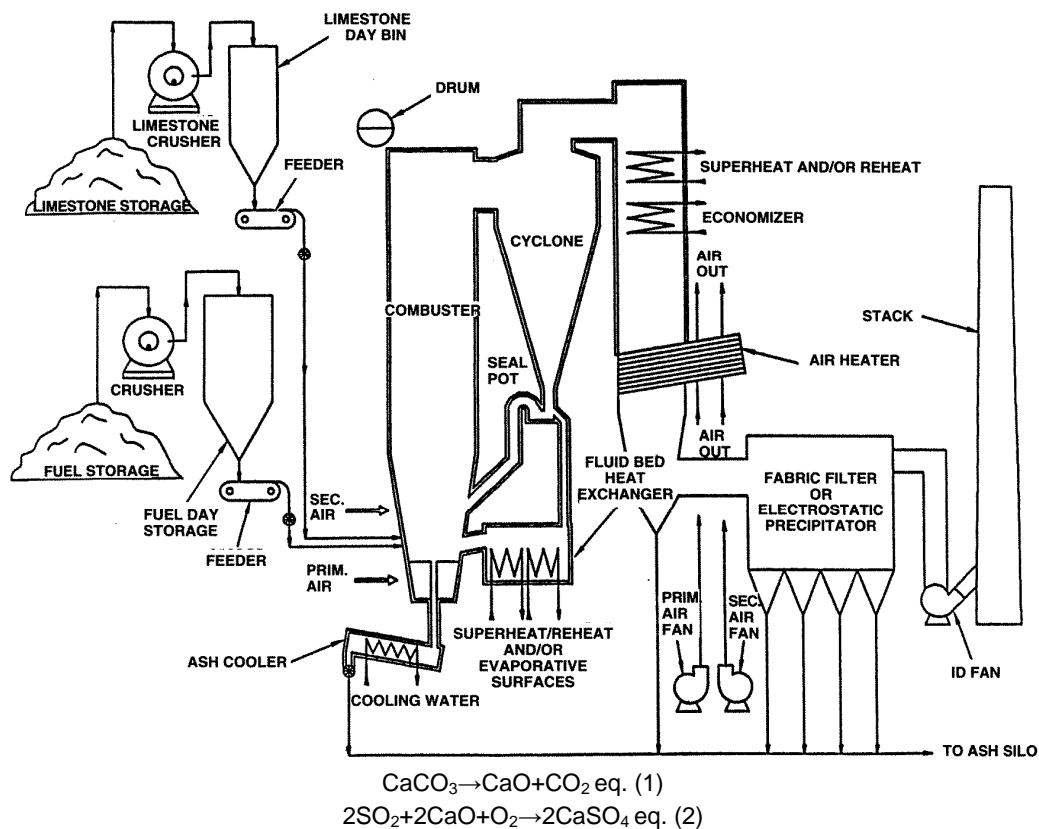 LIMESTONE
DAY BIN
DRUM
LIMESTONE
CRUSHER
FEEDER
LIMESTONE STORAGE
SUPERHEAT AND/OR REHEAT
ECONOMIZER
CYCLONE
AIR
OUT
COMBUSTER
STACK
SEAL
POT
AIR HEATER
CRUSHER
AIR
OUT
FUEL STORAGE
FLUID BED
HEAT
EXCHANGER
FABRIC FILTER
OR
ELECTROSTATIC
PRECIPITATOR
FUEL DAY
STORAGE
SEC.
AIR
FEEDER
PRIM.
AIR
PRIM.
AIR
FAN
SEC.
AIR
FAN
SUPERHEAT/REHEAT
AND/OR
EVAPORATIVE
SURFACES
ASH COOLER
ID FAN
COOLING WATER
TO ASH SILO
CaCO₃→CaO+CO₂ eq. (1)
2SO₂+2CaO+O₂→2CaSO₄ eq. (2)